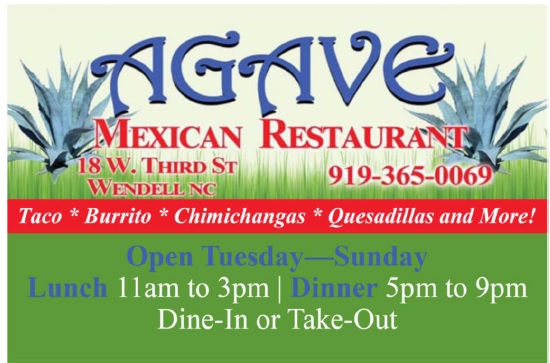 AGAVE
MEXICAN RESTAURANT
18 W. THIRD ST
WENDELL NC
919-365-0069
Taco * Burrito * Chimichangas * Quesadillas and More!
Open Tuesday—Sunday
Lunch 11am to 3pm | Dinner 5pm to 9pm
Dine-In or Take-Out